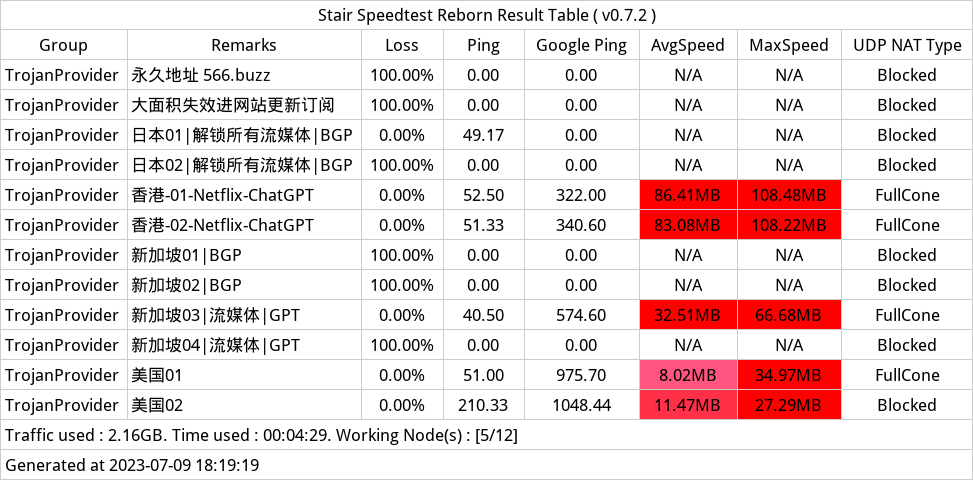 Stair Speedtest Reborn Result Table ( v0.7.2 )
Group Remarks Loss Ping Google Ping AvgSpeed MaxSpeed UDP NAT Type
TrojanProvider 永久地址 566.buzz 100.00% 0.00 0.00 N/A N/A Blocked
TrojanProvider 大面积失效进网站更新订阅 100.00% 0.00 0.00 N/A N/A Blocked
TrojanProvider 日本01|解锁所有流媒体|BGP 0.00% 49.17 0.00 N/A N/A Blocked
TrojanProvider 日本02|解锁所有流媒体|BGP 100.00% 0.00 0.00 N/A N/A Blocked
TrojanProvider 香港-01-Netflix-ChatGPT 0.00% 52.50 322.00 86.41MB 108.48MB FullCone
TrojanProvider 香港-02-Netflix-ChatGPT 0.00% 51.33 340.60 83.08MB 108.22MB FullCone
TrojanProvider 新加坡01|BGP 100.00% 0.00 0.00 N/A N/A Blocked
TrojanProvider 新加坡02|BGP 100.00% 0.00 0.00 N/A N/A Blocked
TrojanProvider 新加坡03|流媒体|GPT 0.00% 40.50 574.60 32.51MB 66.68MB FullCone
TrojanProvider 新加坡04|流媒体|GPT 100.00% 0.00 0.00 N/A N/A Blocked
TrojanProvider 美国01 0.00% 51.00 975.70 8.02MB 34.97MB FullCone
TrojanProvider 美国02 0.00% 210.33 1048.44 11.47MB 27.29MB Blocked
Traffic used : 2.16GB. Time used : 00:04:29. Working Node(s) : [5/12]
Generated at 2023-07-09 18:19:19